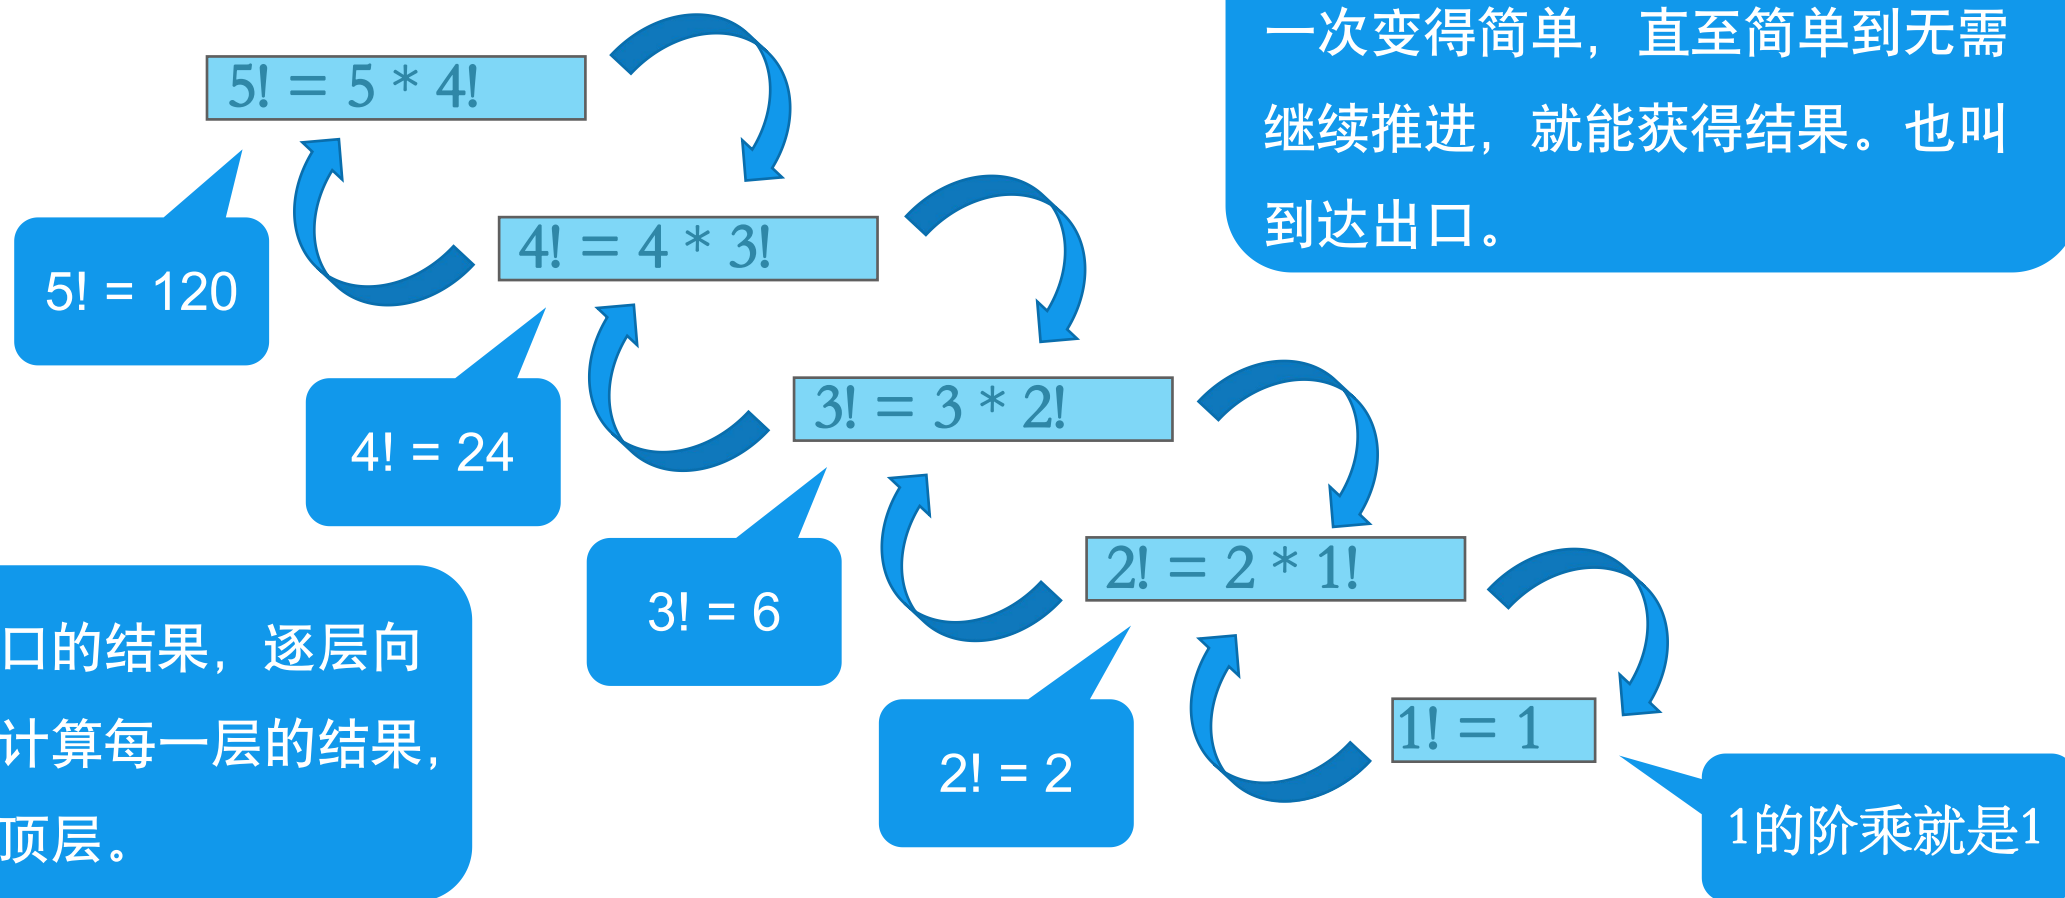 一次变得简单，直至简单到无需
继续推进，就能获得结果。也叫
到达出口。
5! = 5 * 4!
5! = 120
4! = 4 * 3!
4! = 24
3! = 3 * 2!
3! = 6
2! = 2 * 1!
2! = 2
1! = 1
1的阶乘就是1
口的结果，逐层向
计算每一层的结果，
顶层。